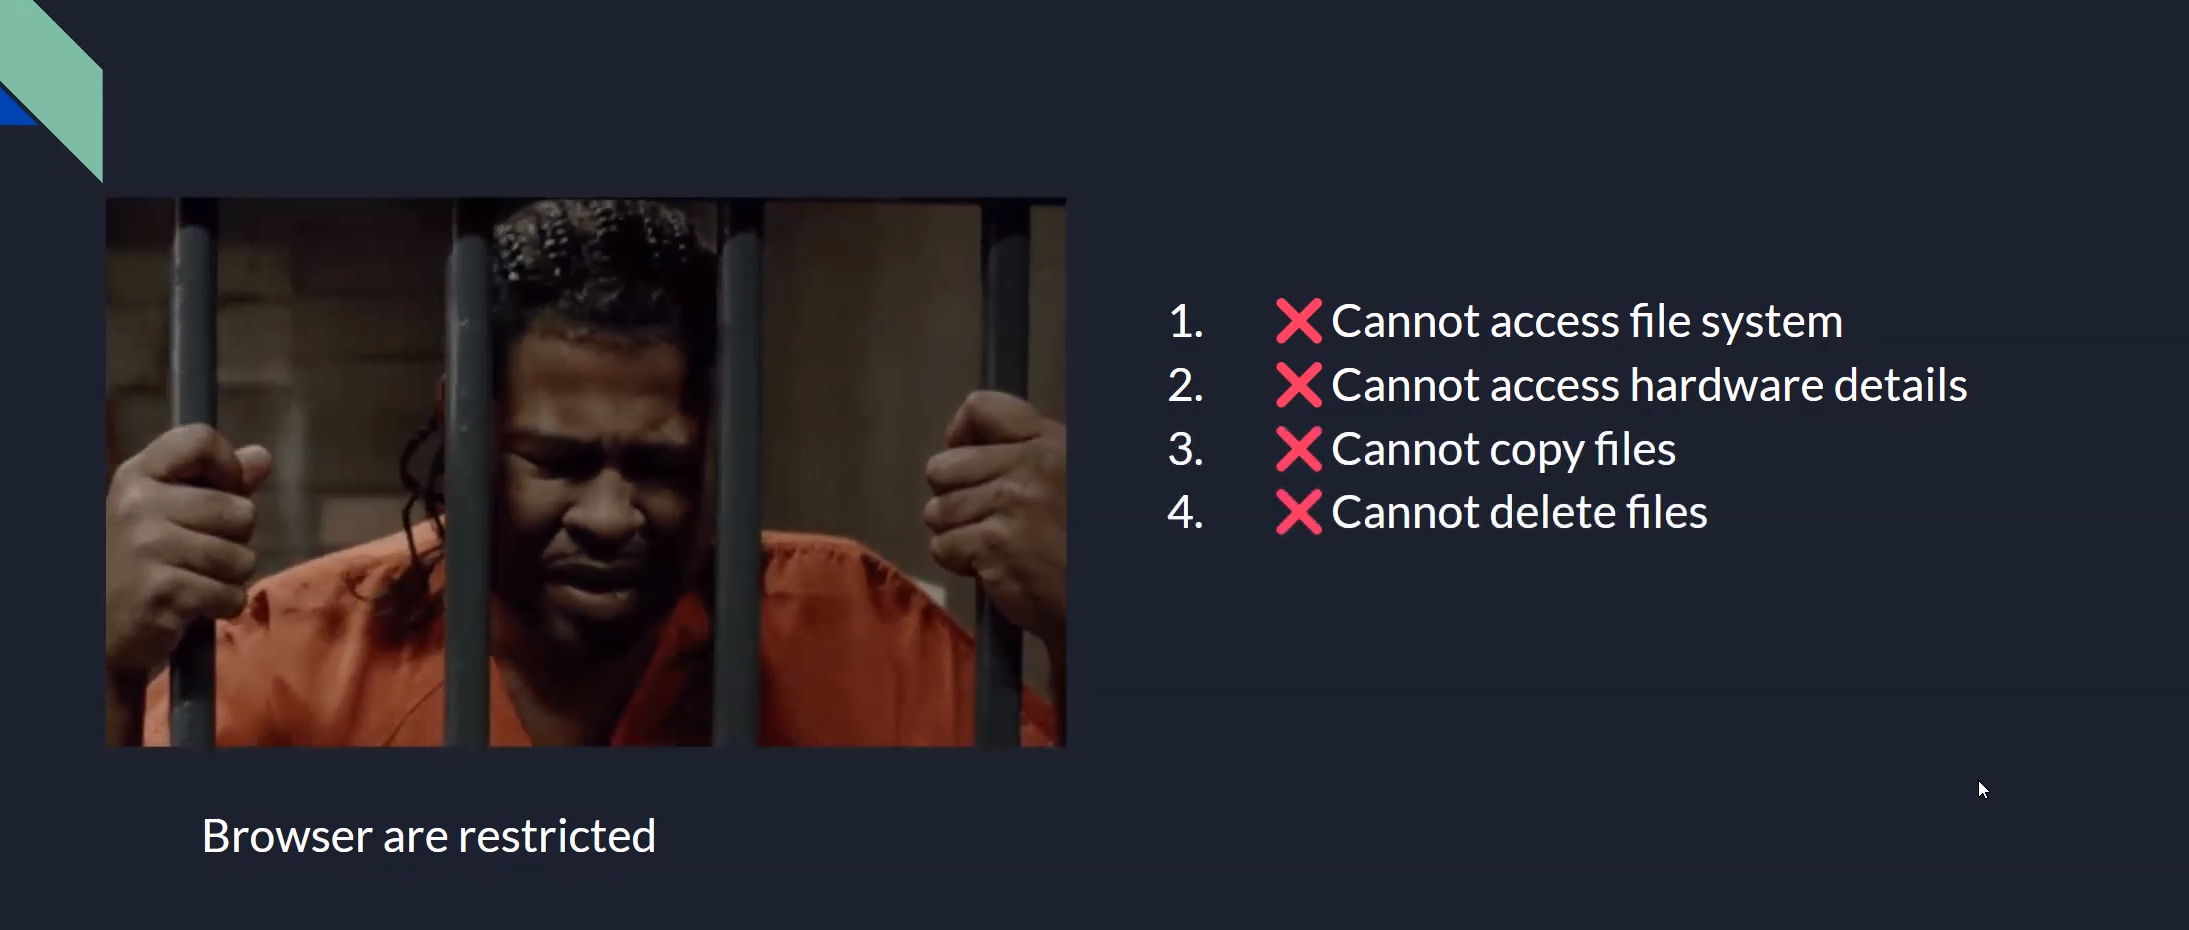 1. ❌ Cannot access file system
2. ❌ Cannot access hardware details
3. ❌ Cannot copy files
4. ❌ Cannot delete files
Browser are restricted